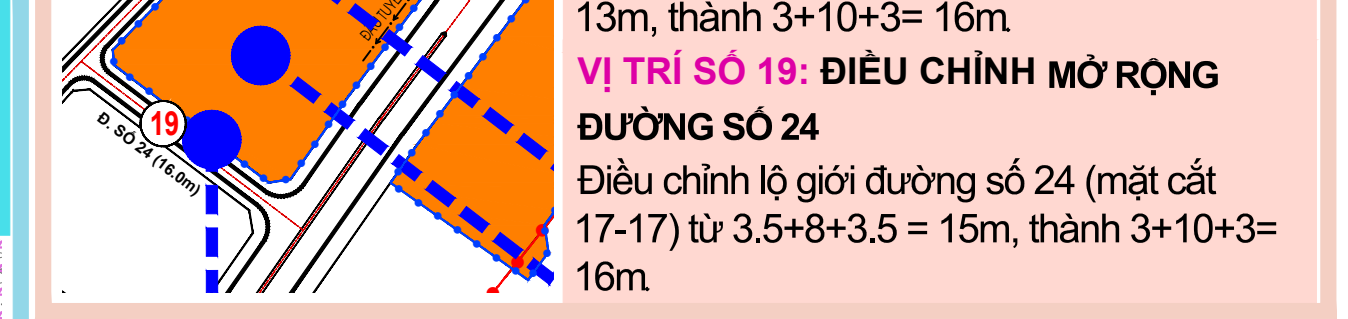 13m, thành 3+10+3= 16m.
VỊ TRÍ SỐ 19: ĐIỀU CHỈNH MỞ RỘNG
ĐƯỜNG SỐ 24
Điều chỉnh lộ giới đường số 24 (mặt cắt
17-17) từ 3.5+8+3.5 = 15m, thành 3+10+3=
16m.
19
Đ. SỐ 24 (16.0m)